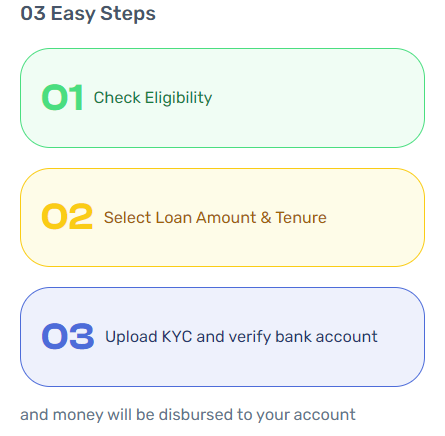 03 Easy Steps
01 Check Eligibility
02 Select Loan Amount & Tenure
03 Upload KYC and verify bank account
and money will be disbursed to your account